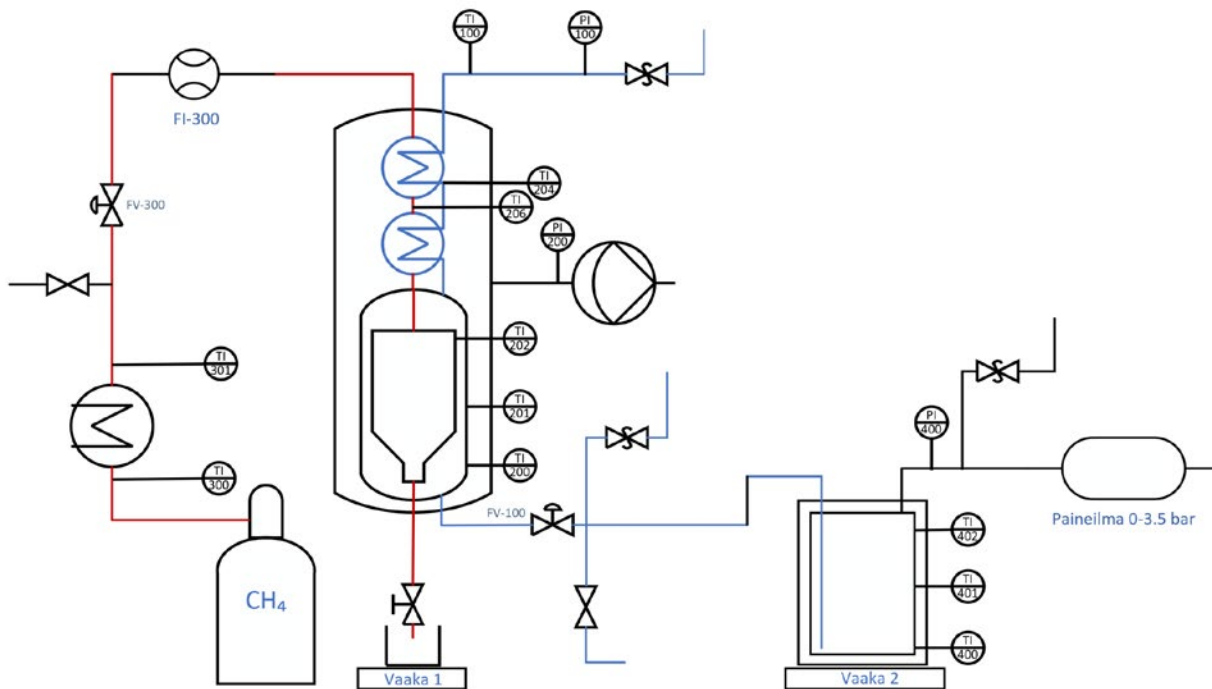 TI
100
PI
100
FI-300
TI
204
FV-300
TI
206
PI
200
TI
202
TI
301
TI
201
PI
400
TI
200
TI
300
FV-100
Paineilma 0-3.5 bar
TI
402
TI
401
CH₄
TI
400
Vaaka 1
Vaaka 2